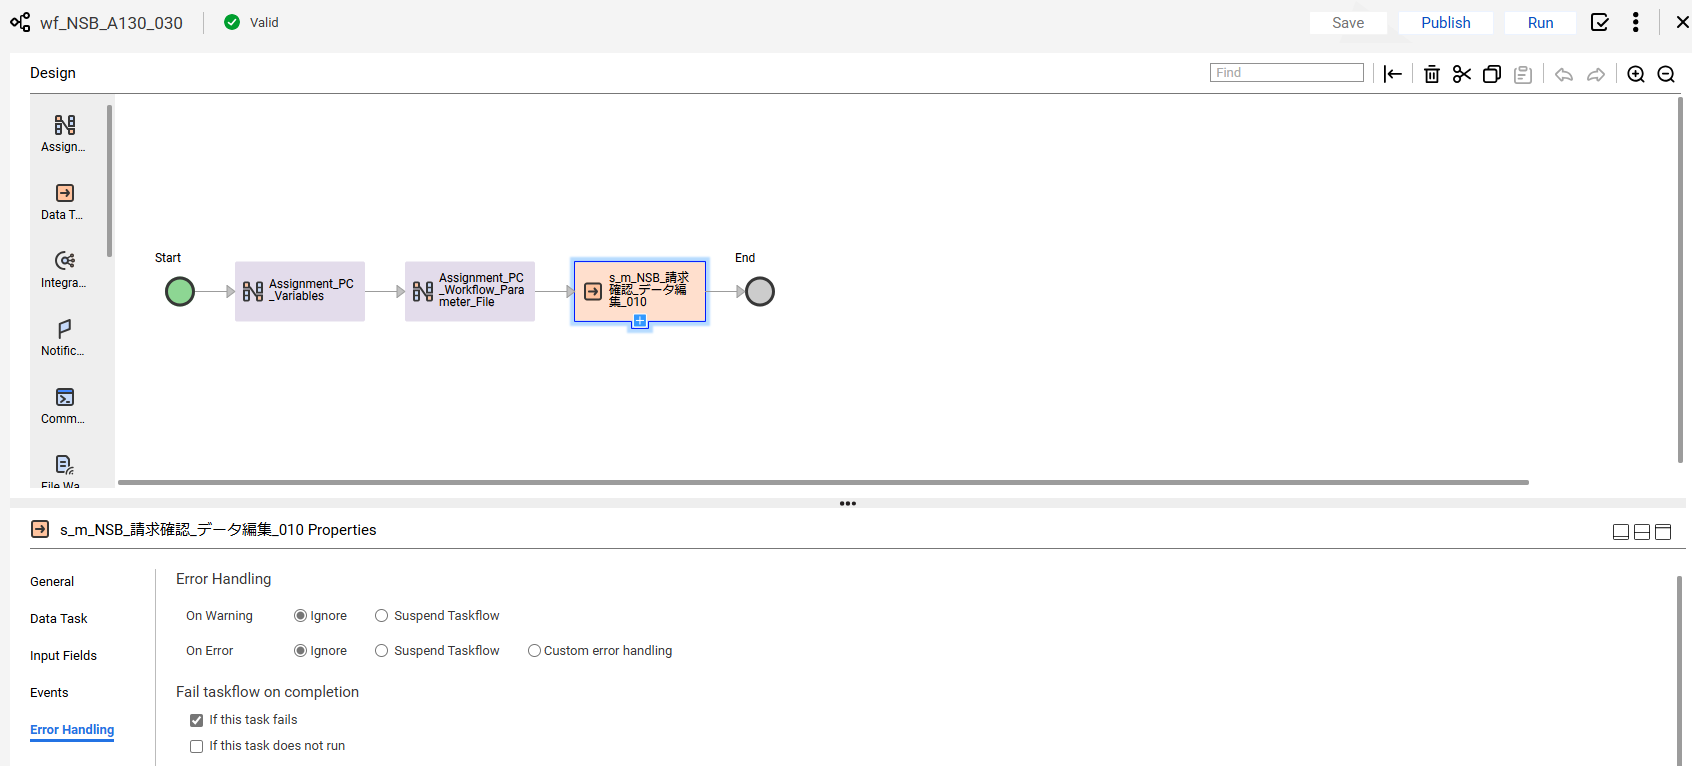 wf_NSB_A130_030
Valid
Save
Publish
Run
Design
Find
Assign...
Data T...
Integra...
Notific...
Comm...
File Wa...
Start
Assignment_PC
_Variables
Assignment_PC
_Workflow_Para
meter_File
s_m_NSB_請求
確認_データ編
集_010
End
s_m_NSB_請求確認_データ編集_010 Properties
General
Data Task
Input Fields
Events
Error Handling
Error Handling
On Warning Ignore Suspend Taskflow
On Error Ignore Suspend Taskflow Custom error handling
Fail taskflow on completion
If this task fails
If this task does not run